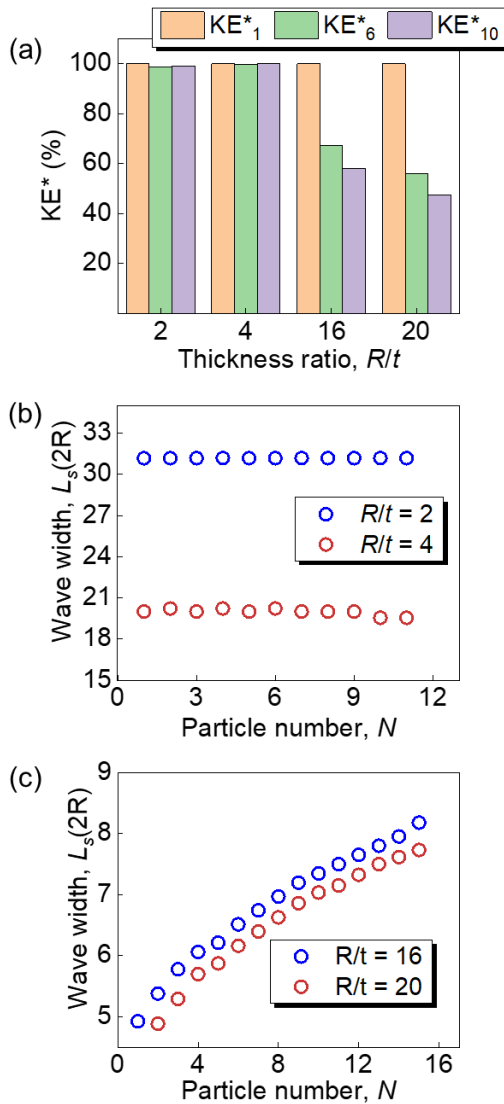 KE*1 KE*6 KE*10
(a)
KE* (%)
100
80
60
40
20
2 4 16 20
Thickness ratio, R/t
(b)
Wave width, Ls(2R)
33
30
27
24
21
18
15
R/t = 2
R/t = 4
0 3 6 9 12
Particle number, N
(c)
Wave width, Ls(2R)
9
8
7
6
5
R/t = 16
R/t = 20
0 4 8 12 16
Particle number, N